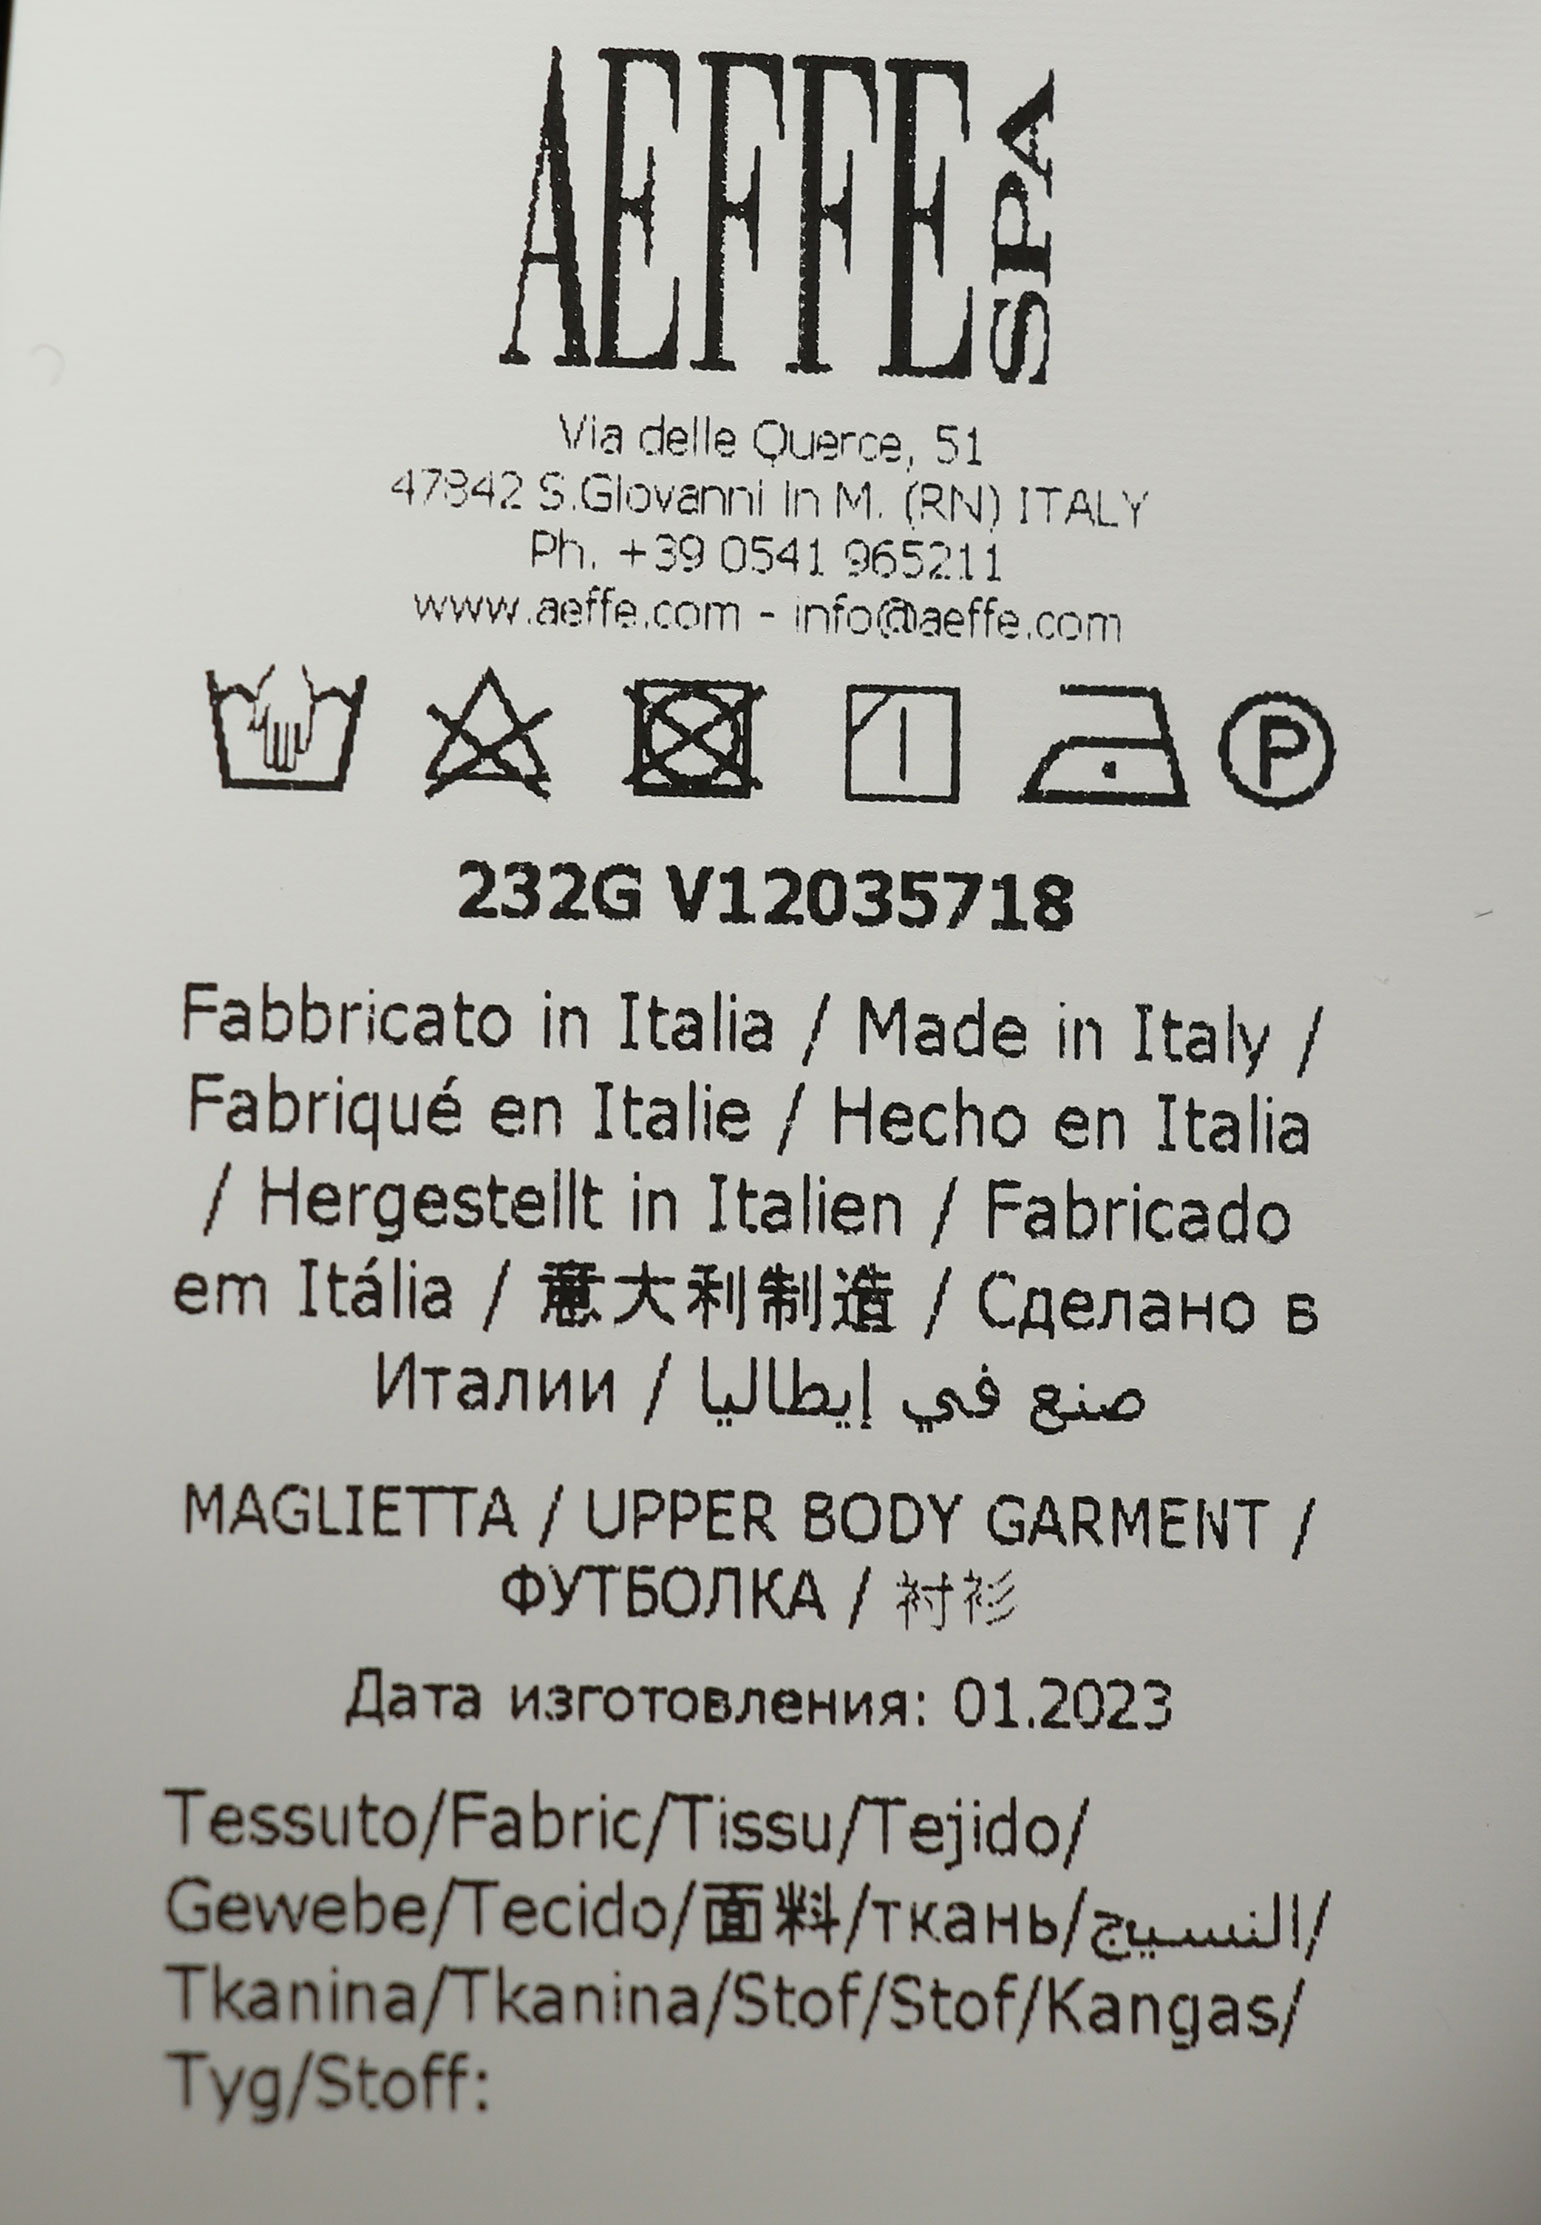 AEFFE SPA
Via delle Querce, 51
47842 S.Giovanni in M. (RN) ITALY
Ph. +39 0541 965211
www.aeffe.com - info@aeffe.com
P
232G V12035718
Fabbricato in Italia / Made in Italy /
Fabriqué en Italie / Hecho en Italia
/ Hergestellt in Italien / Fabricado
em Itália / 意大利制造 / Сделано в
Италии / صنع في إيطاليا
MAGLIETTA / UPPER BODY GARMENT /
ФУТБОЛКА / 衬衫
Дата изготовления: 01.2023
Tessuto/Fabric/Tissu/Tejido/
Gewebe/Tecido/面料/ткань/النسيج/
Tkanina/Tkanina/Stof/Stof/Kangas/
Tyg/Stoff: